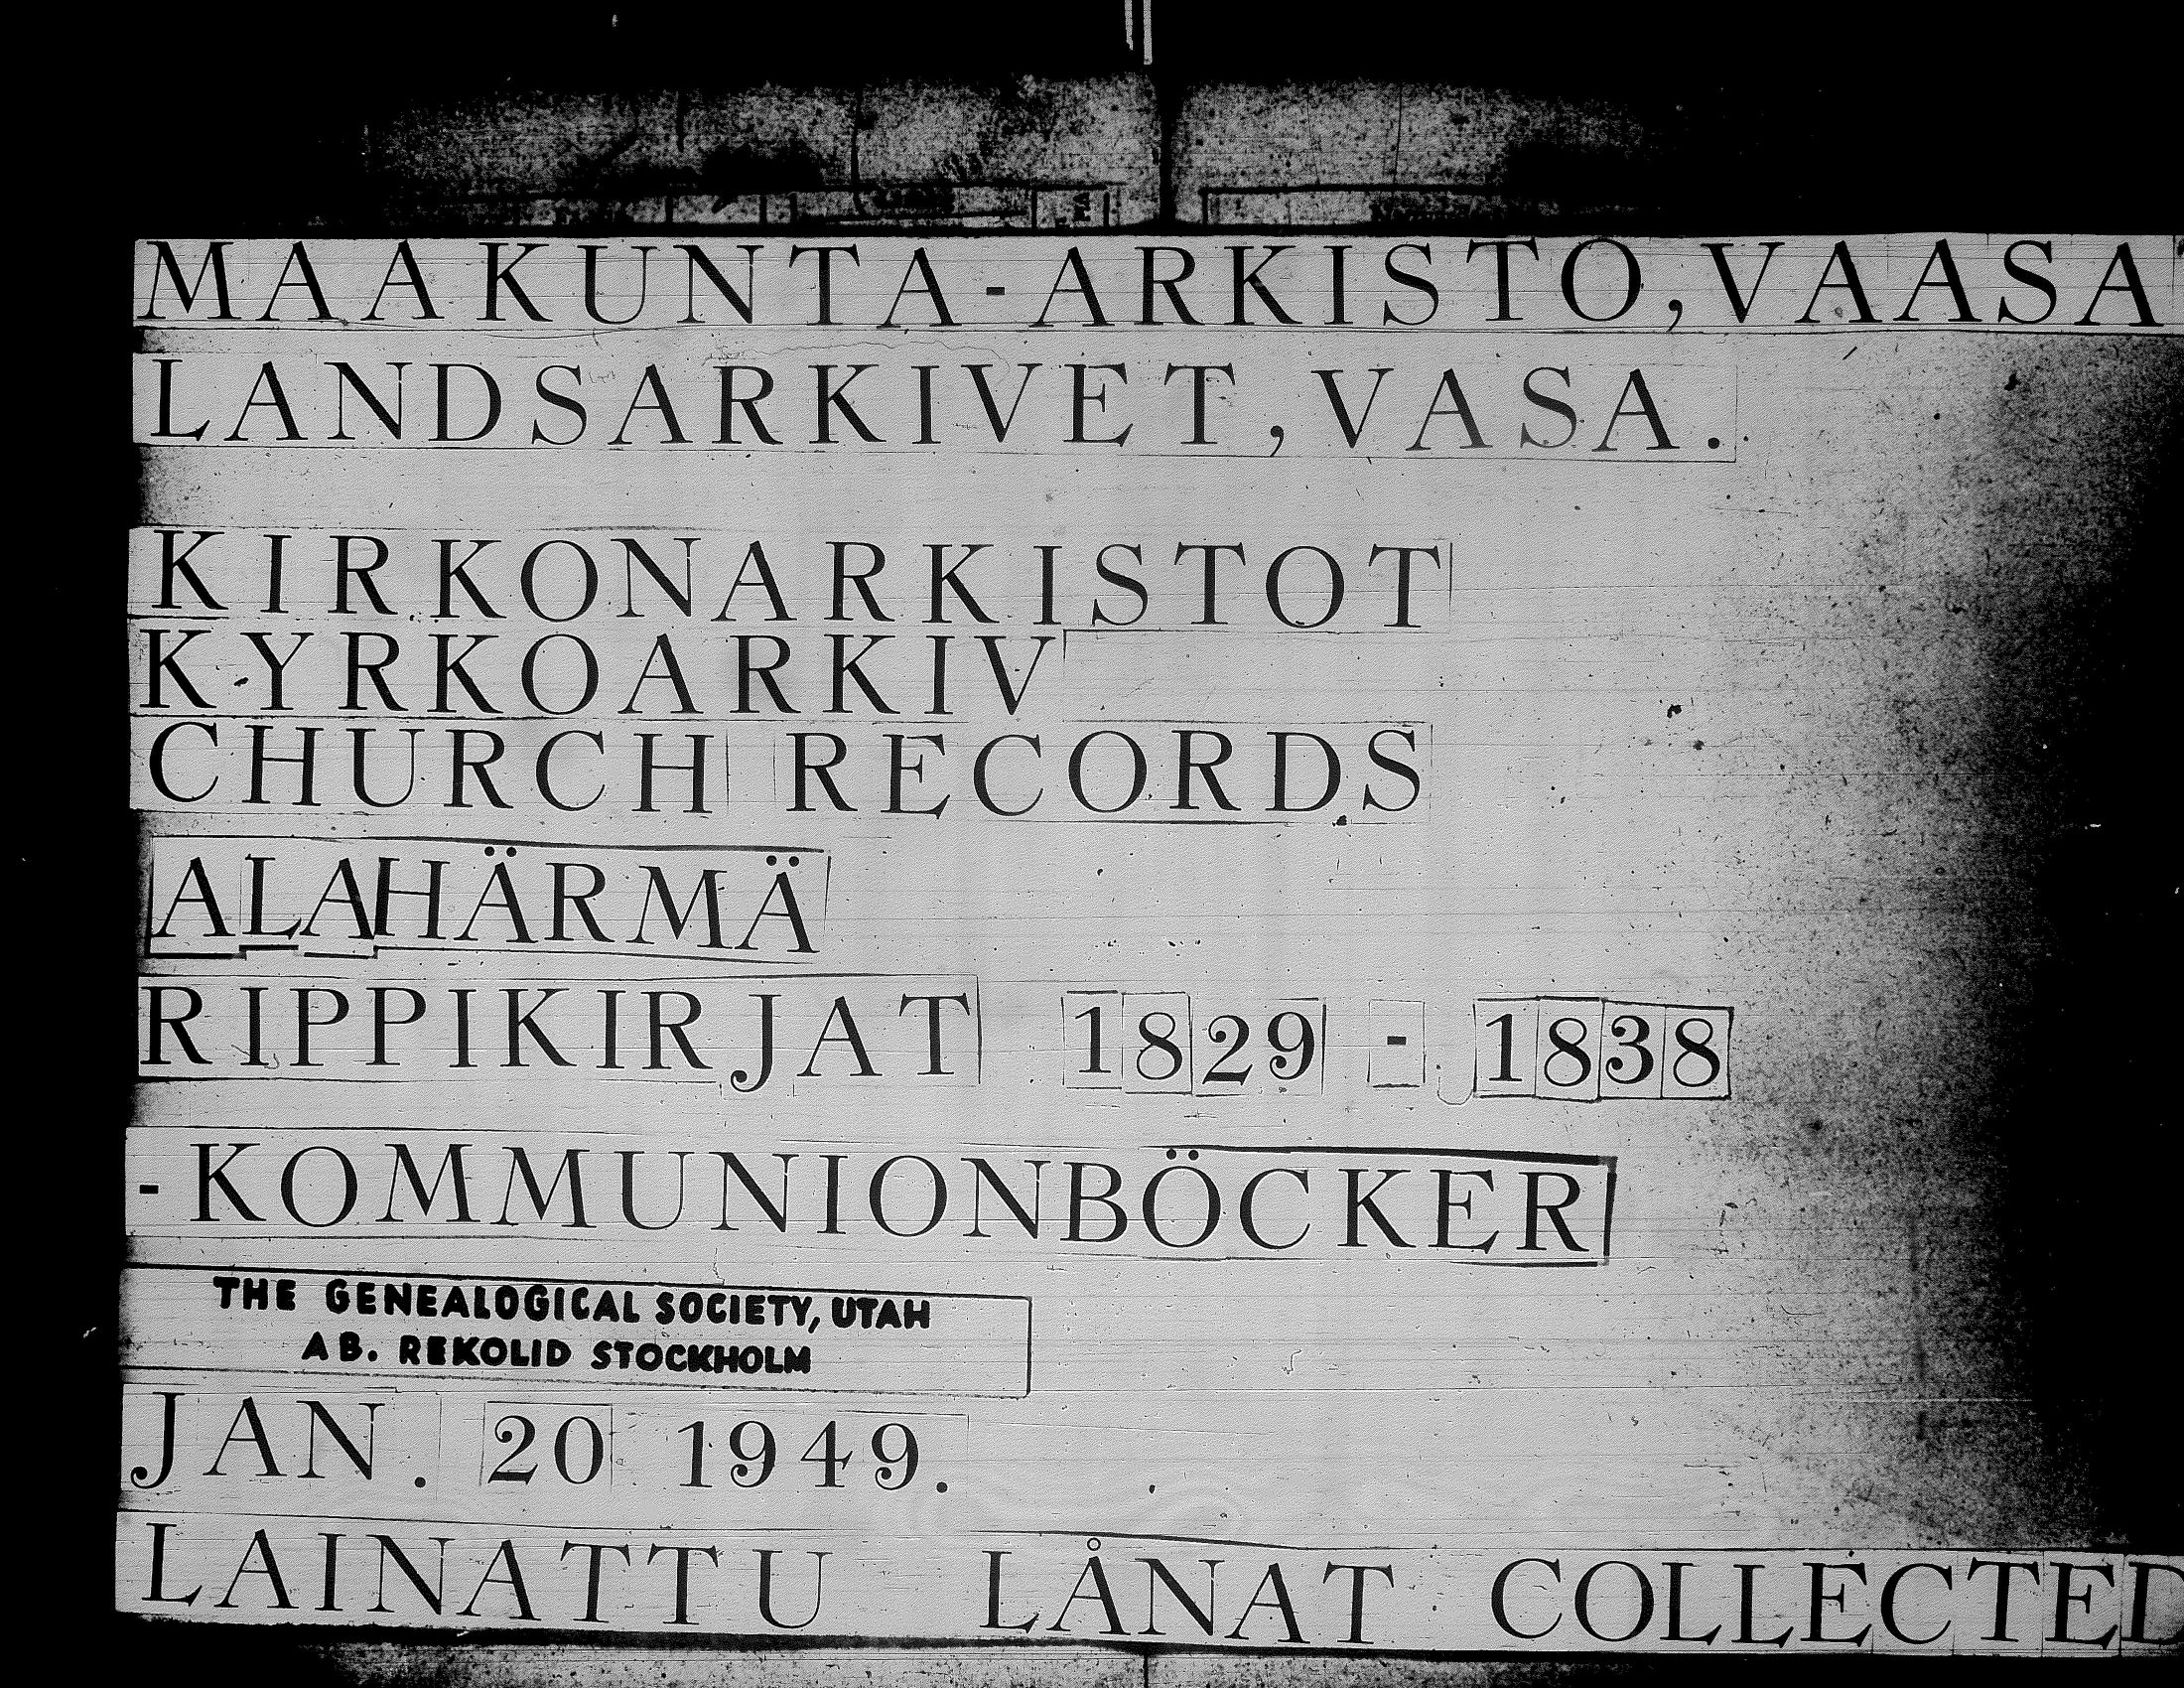 MAAKUNTA-ARKISTO, VAASA
LANDSARKIVET, VASA.
KIRKONARKISTOT
KYRKOARKIV
CHURCH RECORDS
ALAHÄRMÄ
RIPPIKIRJAT 1829 - 1838
-KOMMUNIONBÖCKER
THE GENEALOGICAL SOCIETY, UTAH
AB. REKOLID STOCKHOLM
JAN. 20 1949.
LAINATTU LÅNAT COLLECTED